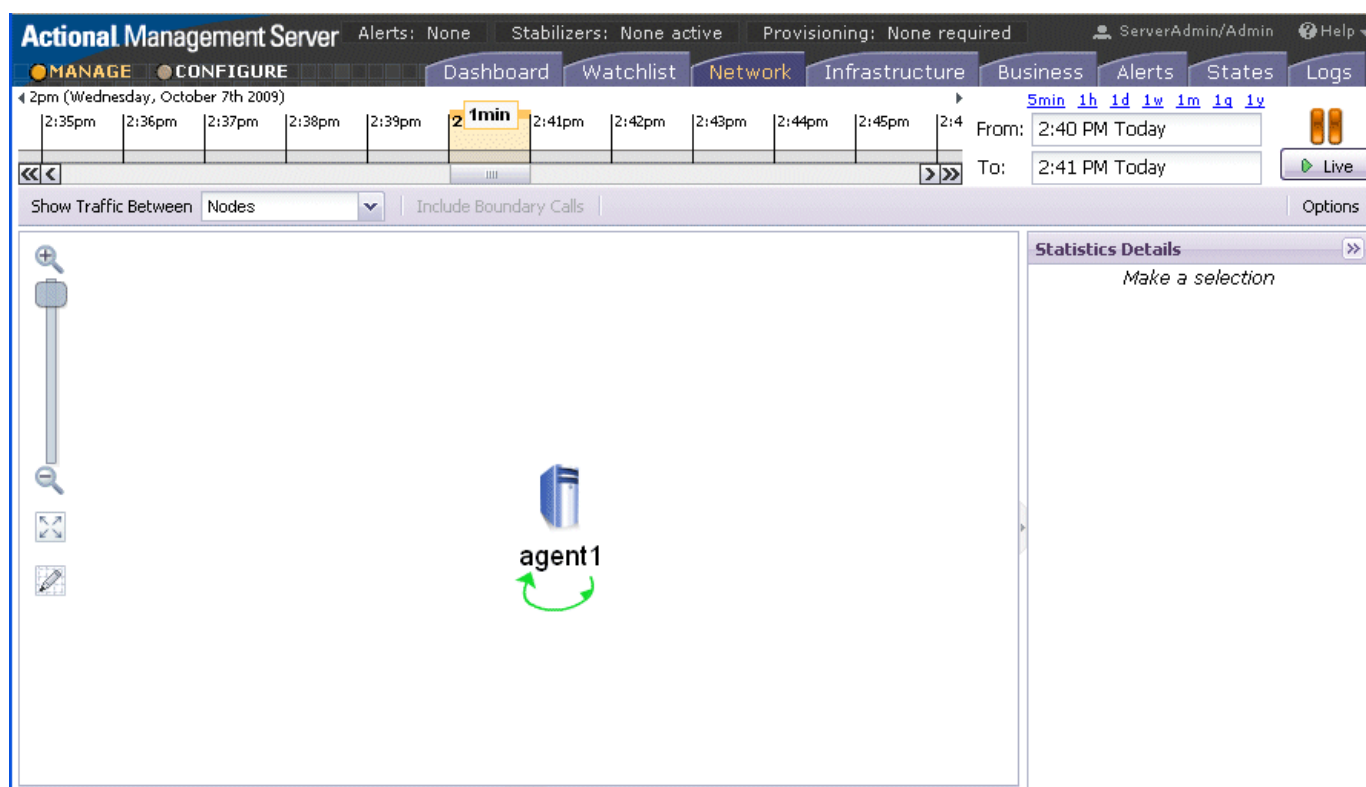 Actional Management Server Alerts: None Stabilizers: None active Provisioning: None required ServerAdmin/Admin Help
MANAGE CONFIGURE Dashboard Watchlist Network Infrastructure Business Alerts States Logs
2pm (Wednesday, October 7th 2009) 5min 1h 1d 1w 1m 1q 1y
2:35pm 2:36pm 2:37pm 2:38pm 2:39pm 2 1min 2:41pm 2:42pm 2:43pm 2:44pm 2:45pm 2:4 From: 2:40 PM Today
To: 2:41 PM Today Live
Show Traffic Between Nodes Include Boundary Calls Options
Statistics Details
Make a selection
agent1